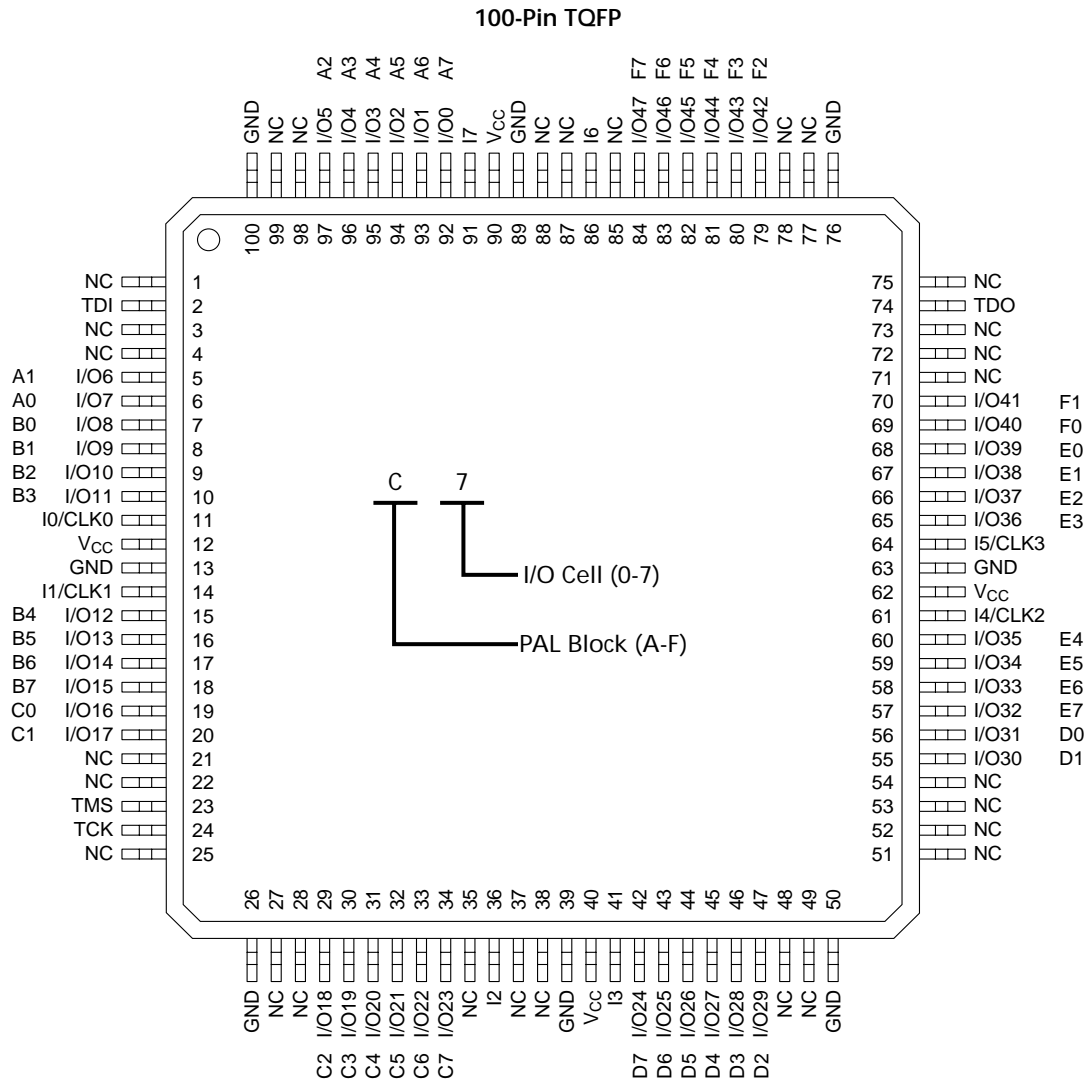 100-Pin TQFP
A2 A3 A4 A5 A6 A7 F7 F6 F5 F4 F3 F2
GND NC NC I/O5 I/O4 I/O3 I/O2 I/O1 I/O0 I7 VCC GND NC NC I6 NC I/O47 I/O46 I/O45 I/O44 I/O43 I/O42 NC NC GND
100 99 98 97 96 95 94 93 92 91 90 89 88 87 86 85 84 83 82 81 80 79 78 77 76
NC 1 75 NC
TDI 2 74 TDO
NC 3 73 NC
NC 4 72 NC
A1 I/O6 5 71 NC
A0 I/O7 6 70 I/O41 F1
B0 I/O8 7 69 I/O40 F0
B1 I/O9 8 68 I/O39 E0
B2 I/O10 9 67 I/O38 E1
B3 I/O11 10 66 I/O37 E2
I0/CLK0 11 65 I/O36 E3
VCC 12 64 I5/CLK3
GND 13 63 GND
I1/CLK1 14 62 VCC
B4 I/O12 15 61 I4/CLK2
B5 I/O13 16 60 I/O35 E4
B6 I/O14 17 59 I/O34 E5
B7 I/O15 18 58 I/O33 E6
C0 I/O16 19 57 I/O32 E7
C1 I/O17 20 56 I/O31 D0
NC 21 55 I/O30 D1
NC 22 54 NC
TMS 23 53 NC
TCK 24 52 NC
NC 25 51 NC
C 7
I/O Cell (0-7)
PAL Block (A-F)
26 27 28 29 30 31 32 33 34 35 36 37 38 39 40 41 42 43 44 45 46 47 48 49 50
GND NC NC I/O18 I/O19 I/O20 I/O21 I/O22 I/O23 NC I2 NC NC GND VCC I3 I/O24 I/O25 I/O26 I/O27 I/O28 I/O29 NC NC GND
C2 C3 C4 C5 C6 C7 D7 D6 D5 D4 D3 D2